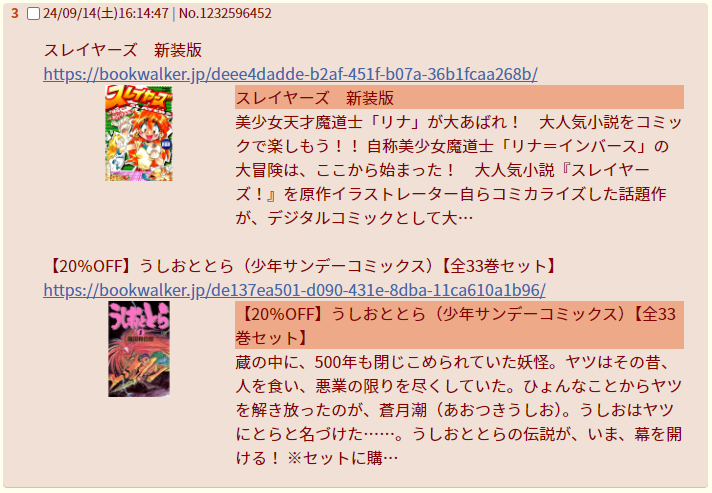 3 24/09/14(土)16:14:47 | No.1232596452
スレイヤーズ　新装版
https://bookwalker.jp/deee4dadde-b2af-451f-b07a-36b1fcaa268b/
スレイヤーズ
スレイヤーズ　新装版
美少女天才魔道士「リナ」が大あばれ！　大人気小説をコミッ
クで楽しもう！！ 自称美少女魔道士「リナ＝インバース」の
大冒険は、ここから始まった！　大人気小説『スレイヤー
ズ！』を原作イラストレーター自らコミカライズした話題作
が、デジタルコミックとして大…
【20％OFF】うしおととら（少年サンデーコミックス）【全33巻セット】
https://bookwalker.jp/de137ea501-d090-431e-8dba-11ca610a1b96/
うしおととら
【20％OFF】うしおととら（少年サンデーコミックス）【全33
巻セット】
蔵の中に、500年も閉じこめられていた妖怪。ヤツはその昔、
人を食い、悪業の限りを尽くしていた。ひょんなことからヤツ
を解き放ったのが、蒼月潮（あおつきうしお）。うしおはヤツ
にとらと名づけた……。うしおととらの伝説が、いま、幕を開
ける！ ※セットに購…